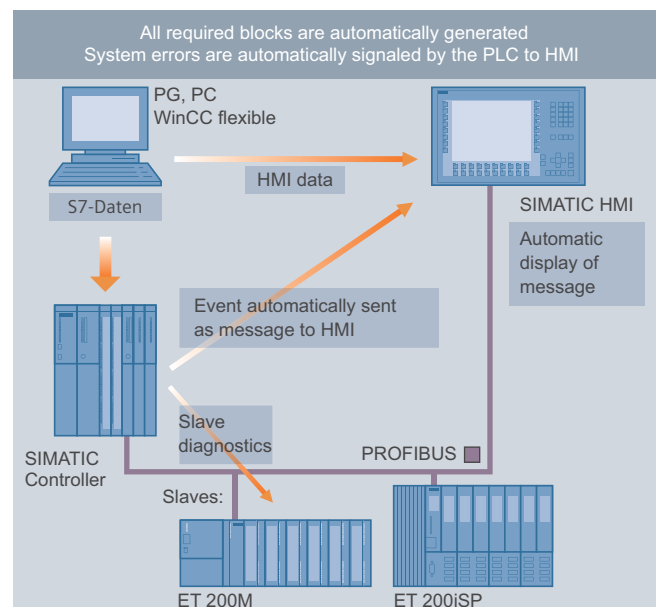 All required blocks are automatically generated
System errors are automatically signaled by the PLC to HMI
PG, PC
WinCC flexible
HMI data
S7-Daten
SIMATIC HMI
Automatic
display of
message
Event automatically sent
as message to HMI
Slave
diagnostics
PROFIBUS
SIMATIC
Controller
Slaves:
ET 200M
ET 200iSP